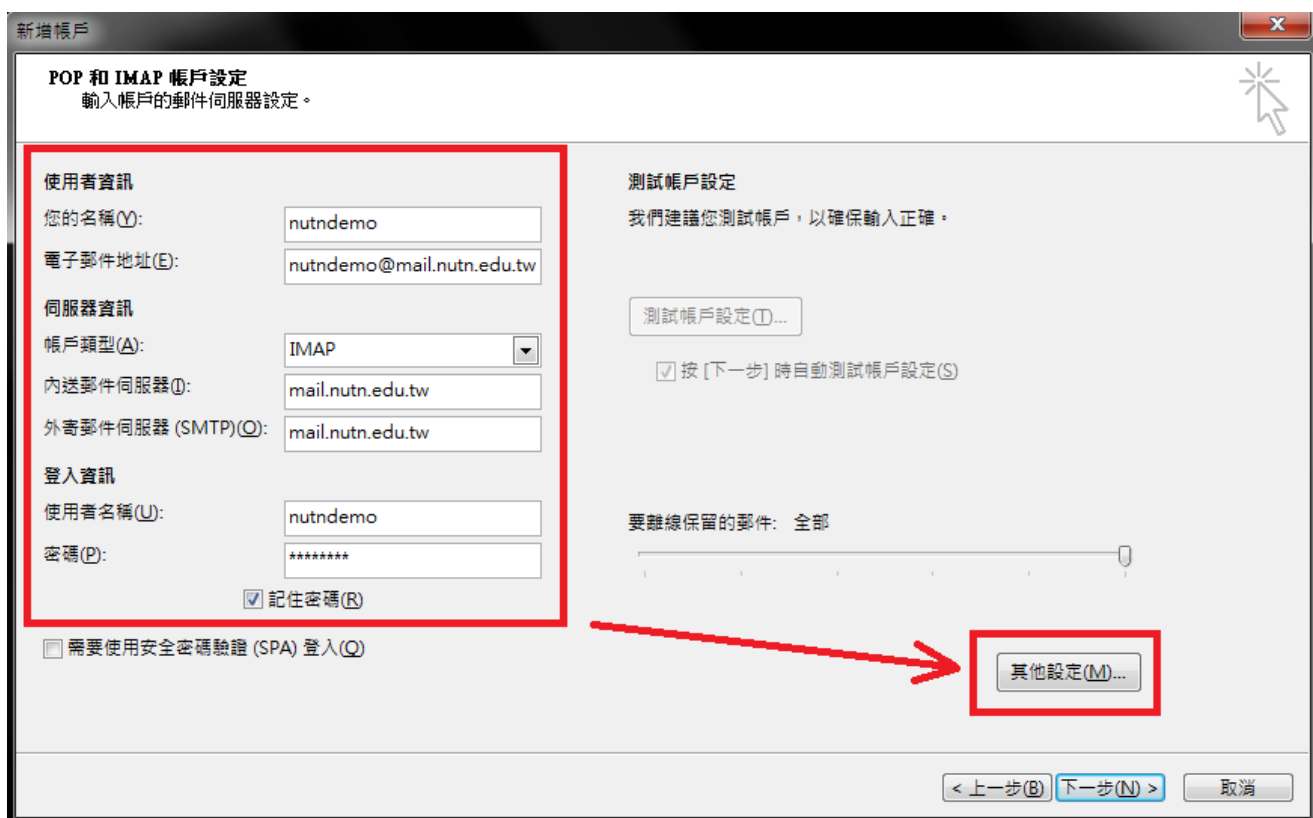 新增帳戶
POP 和 IMAP 帳戶設定
輸入帳戶的郵件伺服器設定。
使用者資訊
您的名稱(Y):
nutndemo
電子郵件地址(E):
nutndemo@mail.nutn.edu.tw
伺服器資訊
帳戶類型(A):
IMAP
內送郵件伺服器(I):
mail.nutn.edu.tw
外寄郵件伺服器 (SMTP)(O):
mail.nutn.edu.tw
登入資訊
使用者名稱(U):
nutndemo
密碼(P):
********
記住密碼(R)
需要使用安全密碼驗證 (SPA) 登入(Q)
測試帳戶設定
我們建議您測試帳戶，以確保輸入正確。
測試帳戶設定(T)...
按 [下一步] 時自動測試帳戶設定(S)
要離線保留的郵件: 全部
其他設定(M)...
< 上一步(B)
下一步(N) >
取消